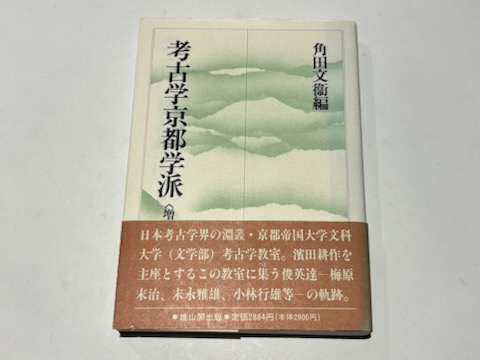 考古学京都学派
〈増
角田文衞編
日本考古学界の淵叢・京都帝国大学文科
大学（文学部）考古学教室。濱田耕作を
主座とするこの教室に集う俊英達―梅原
末治、末永雅雄、小林行雄等―の軌跡。
●雄山閣出版●定価2884円(本体2800円)